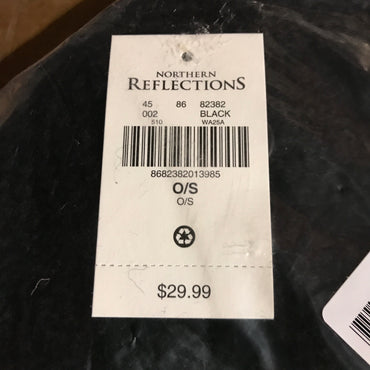 NORTHERN
REFLECTIONS
45 86 82382
002 BLACK
510 WA25A
8682382013985
O/S
O/S
$29.99